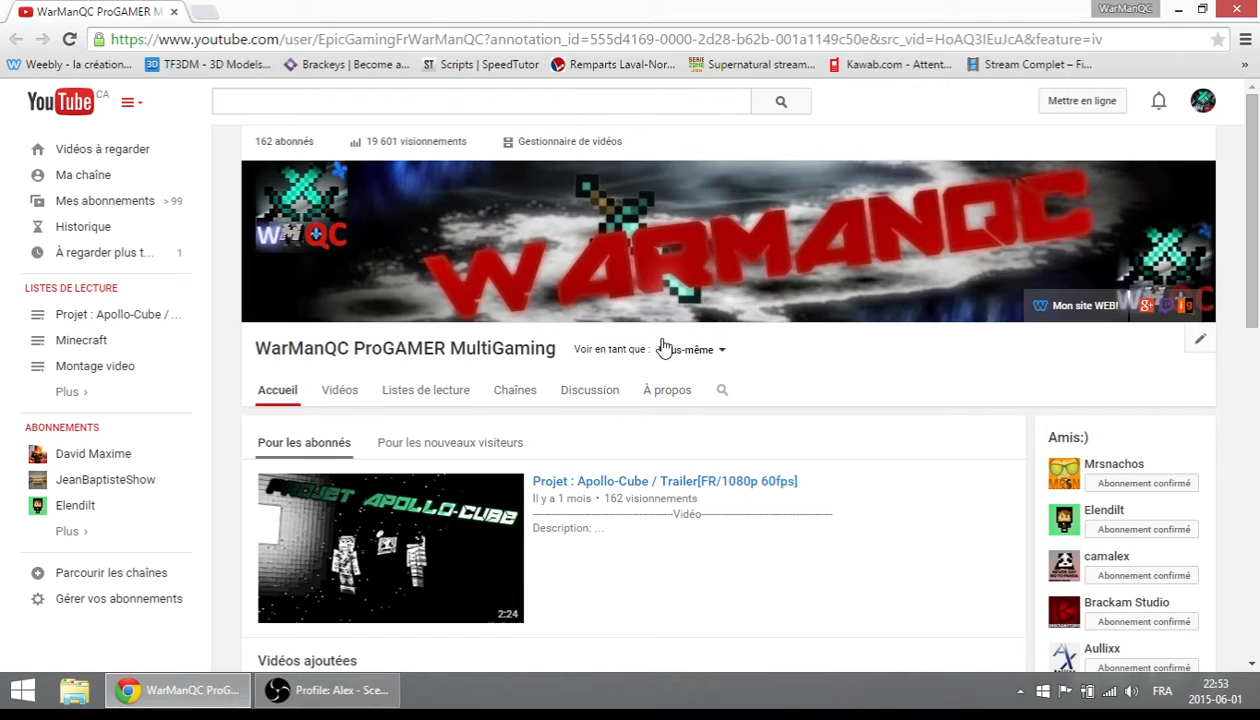 WarManQC ProGAMER M
WarManQC
https://www.youtube.com/user/EpicGamingFrWarManQC?annotation_id=555d4169-0000-2d28-b62b-001a1149c50e&src_vid=HoAQ3IEuJcA&feature=iv
Weebly - la création... TF3DM - 3D Models... Brackeys | Become a... ST Scripts | SpeedTutor Remparts Laval-Nor... SERIE ZONE.COM Supernatural stream... Kawab.com - Attent... Stream Complet – Fi... »
YouTube CA
Mettre en ligne
162 abonnés 19 601 visionnements Gestionnaire de vidéos
Vidéos à regarder
Ma chaîne
Mes abonnements > 99
Historique
À regarder plus t... 1
LISTES DE LECTURE
Projet : Apollo-Cube / ...
Minecraft
Montage video
Plus ›
ABONNEMENTS
David Maxime
JeanBaptisteShow
Elendilt
Plus ›
Parcourir les chaînes
Gérer vos abonnements
WMQC
WARMANQC
Mon site WEB!
WarManQC ProGAMER MultiGaming
Voir en tant que :
Accueil Vidéos Listes de lecture Chaînes Discussion À propos
Pour les abonnés Pour les nouveaux visiteurs
PROJET APOLLO-CUBE
2:24
Projet : Apollo-Cube / Trailer[FR/1080p 60fps]
Il y a 1 mois • 162 visionnements
Vidéo
Description: ...
Vidéos ajoutées
Amis:)
Mrsnachos
Abonnement confirmé
Elendilt
Abonnement confirmé
camalex
Abonnement confirmé
Brackam Studio
Abonnement confirmé
Aullixx
Abonnement confirmé
WarManQC ProG...
Profile: Alex - Sce...
FRA
22:53
2015-06-01